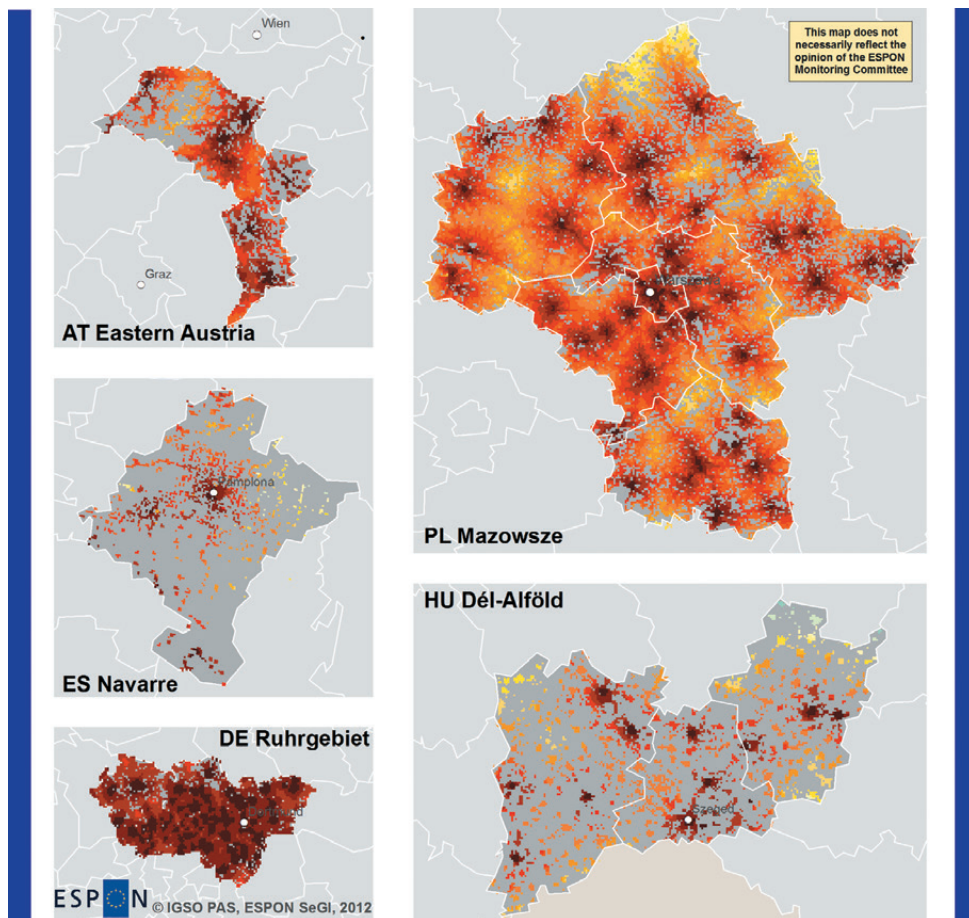 Wien
Graz
AT Eastern Austria
This map does not
necessarily reflect the
opinion of the ESPON
Monitoring Committee
PL Mazowsze
Pamplona
ES Navarre
DE Ruhrgebiet
ESPON © IGSO PAS, ESPON SeGI, 2012
HU Dél-Alföld
Szeged